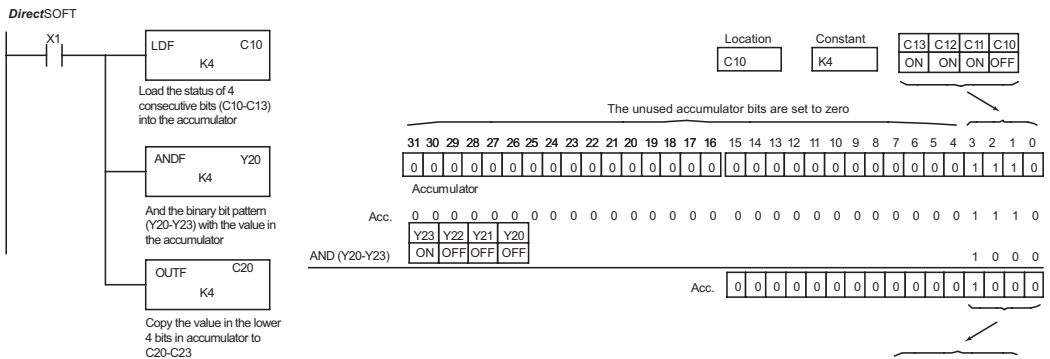 DirectSOFT
X1
LDF C10
K4
Load the status of 4
consecutive bits (C10-C13)
into the accumulator
ANDF Y20
K4
And the binary bit pattern
(Y20-Y23) with the value in
the accumulator
OUTF C20
K4
Copy the value in the lower
4 bits in accumulator to
C20-C23
Location Constant
C10 K4
C13 C12 C11 C10
ON ON ON OFF
The unused accumulator bits are set to zero
31 30 29 28 27 26 25 24 23 22 21 20 19 18 17 16 15 14 13 12 11 10 9 8 7 6 5 4 3 2 1 0
0 0 0 0 0 0 0 0 0 0 0 0 0 0 0 0 0 0 0 0 0 0 0 0 0 0 0 0 1 1 1 0
Accumulator
Acc. 0 0 0 0 0 0 0 0 0 0 0 0 0 0 0 0 0 0 0 0 0 0 0 0 0 0 0 0 1 1 1 0
Y23 Y22 Y21 Y20
AND (Y20-Y23) ON OFF OFF OFF 1 0 0 0
Acc. 0 0 0 0 0 0 0 0 0 0 0 0 1 0 0 0